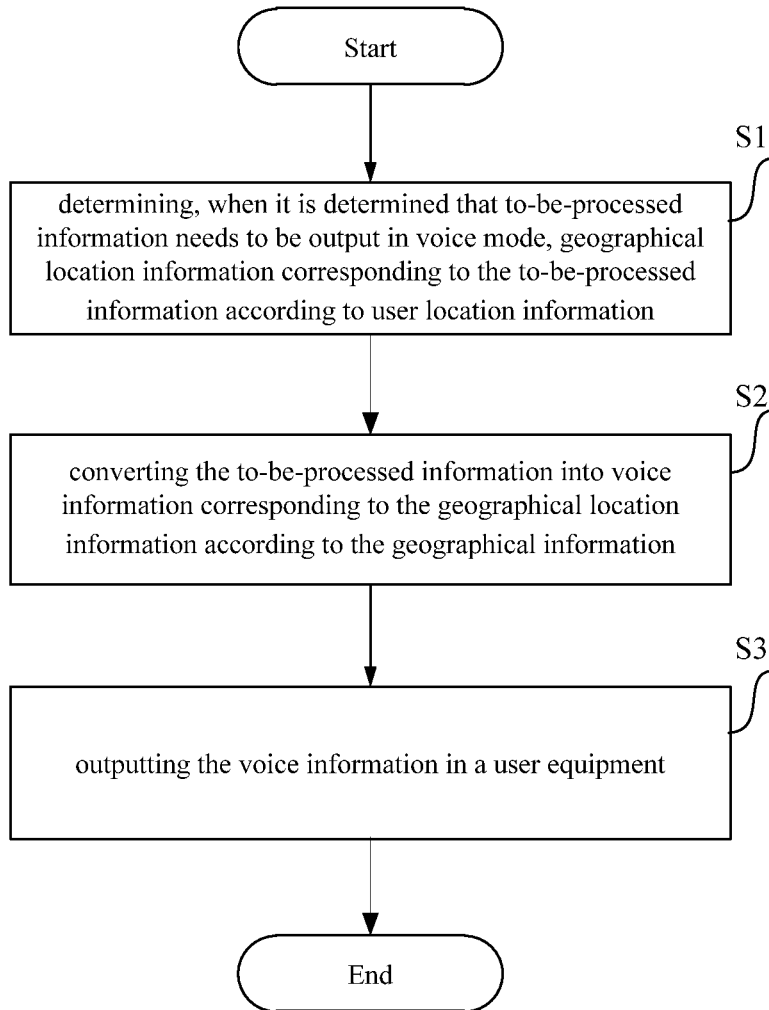 Start
S1
determining, when it is determined that to-be-processed
information needs to be output in voice mode, geographical
location information corresponding to the to-be-processed
information according to user location information
S2
converting the to-be-processed information into voice
information corresponding to the geographical location
information according to the geographical information
S3
outputting the voice information in a user equipment
End